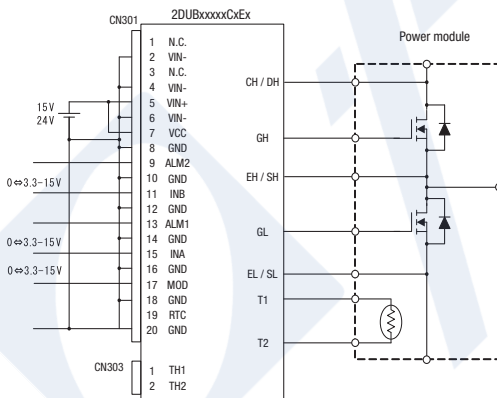 2DUBxxxxxCxEx
CN301
Power module
1 N.C.
2 VIN-
3 N.C.
4 VIN-
5 VIN+
6 VIN-
7 VCC
8 GND
9 ALM2
10 GND
11 INB
12 GND
13 ALM1
14 GND
15 INA
16 GND
17 MOD
18 GND
19 RTC
20 GND
15V
24V
0⇔3.3-15V
0⇔3.3-15V
0⇔3.3-15V
CH / DH
GH
EH / SH
GL
EL / SL
T1
T2
CN303
1 TH1
2 TH2